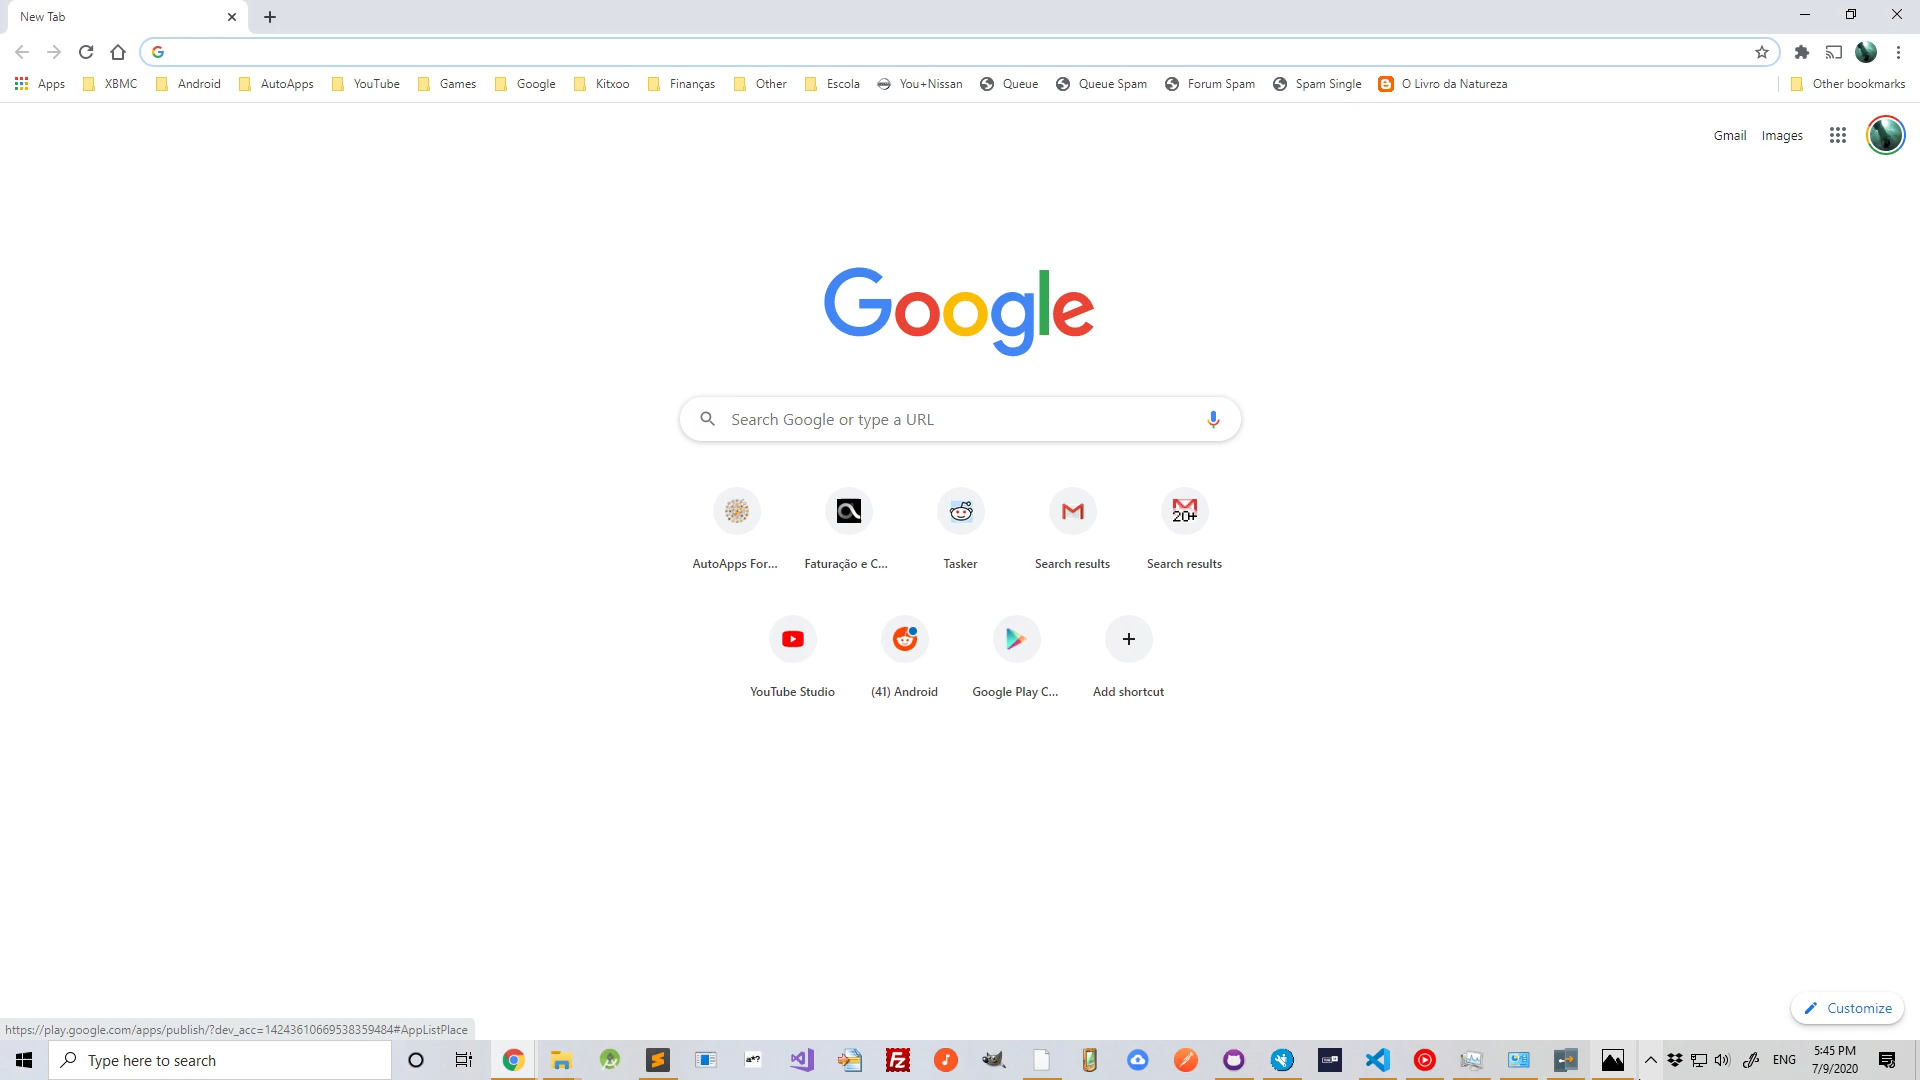 New Tab
Apps XBMC Android AutoApps YouTube Games Google Kitxoo Finanças Other Escola You+Nissan Queue Queue Spam Forum Spam Spam Single O Livro da Natureza Other bookmarks
Gmail Images
Google
Search Google or type a URL
20+
AutoApps For... Faturação e C... Tasker Search results Search results
YouTube Studio (41) Android Google Play C... Add shortcut
Customize
https://play.google.com/apps/publish/?dev_acc=14243610669538359484#AppListPlace
Type here to search
a*?
Fz
ENG
5:45 PM
7/9/2020